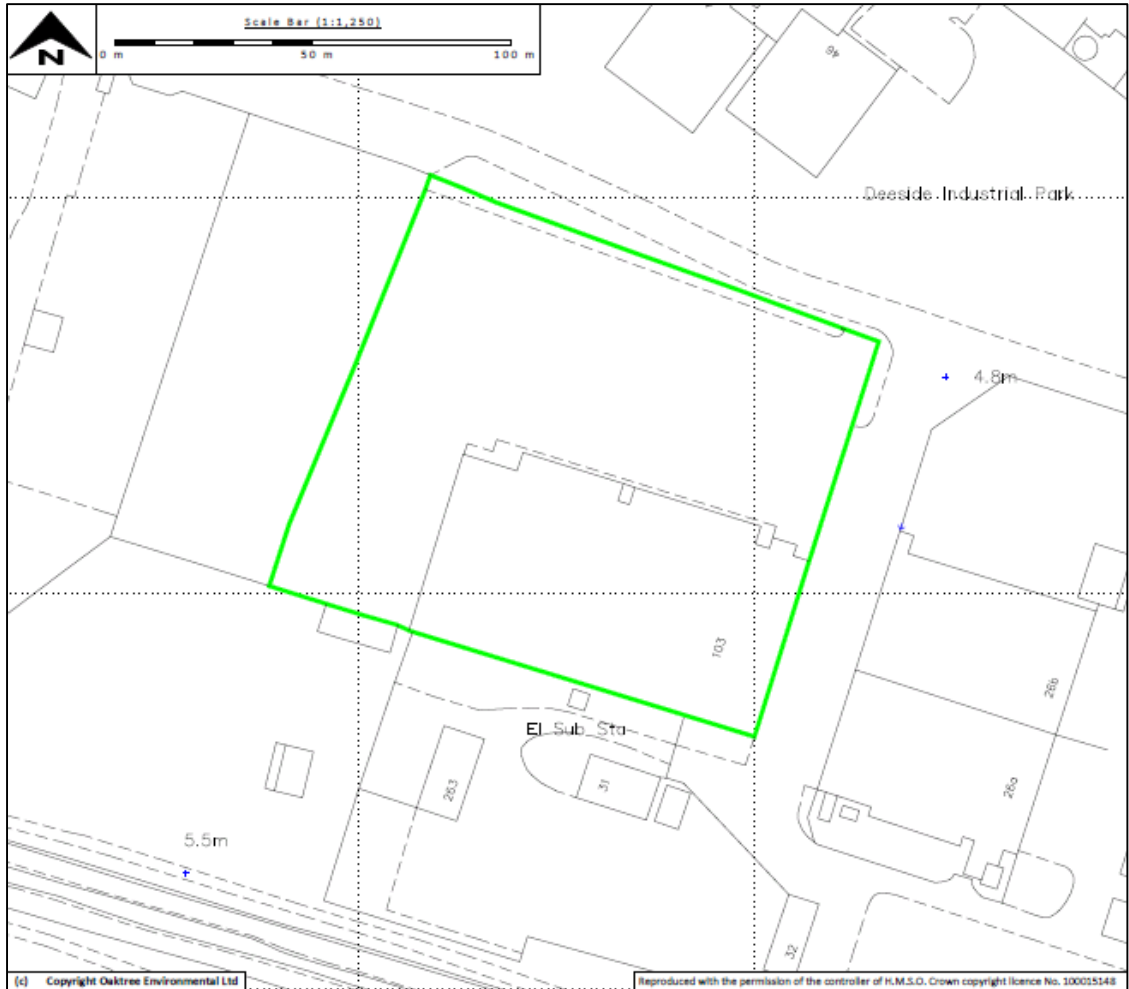 Scale Bar (1:1,250)
0 m 50 m 100 m
N
46
Deeside Industrial Park
4.8m
103
26b
El Sub Sta
263
31
26a
5.5m
32
(c) Copyright Oaktree Environmental Ltd
Reproduced with the permission of the controller of H.M.S.O. Crown copyright licence No. 100015148